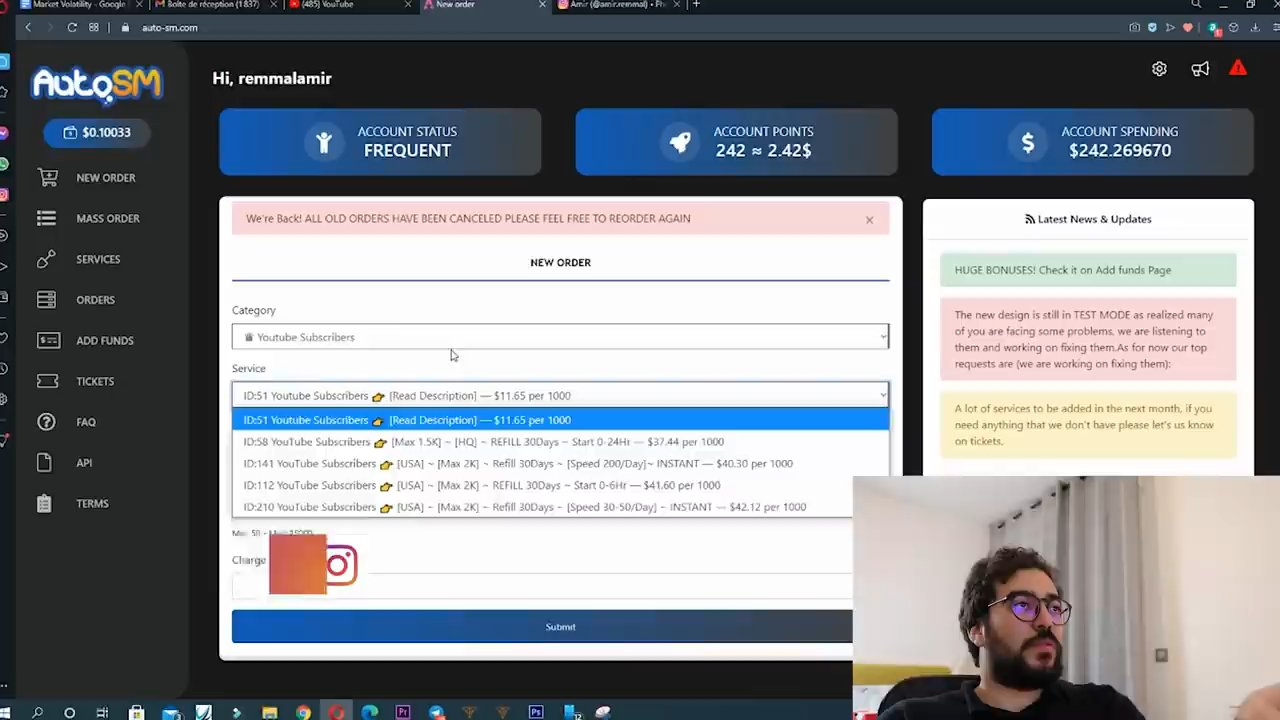 Market Volatility - Google
Boîte de réception (1 837)
(485) YouTube
New order
Amir (@amir.remmal) • Pho
auto-sm.com
AutoSM
$0.10033
NEW ORDER
MASS ORDER
SERVICES
ORDERS
ADD FUNDS
TICKETS
FAQ
API
TERMS
Hi, remmalamir
ACCOUNT STATUS
FREQUENT
ACCOUNT POINTS
242 ≈ 2.42$
ACCOUNT SPENDING
$242.269670
We're Back! ALL OLD ORDERS HAVE BEEN CANCELED PLEASE FEEL FREE TO REORDER AGAIN
×
NEW ORDER
Category
Youtube Subscribers
Service
ID:51 Youtube Subscribers 👉 [Read Description] — $11.65 per 1000
ID:51 Youtube Subscribers 👉 [Read Description] — $11.65 per 1000
ID:58 YouTube Subscribers 👉 [Max 1.5K] ~ [HQ] ~ REFILL 30Days ~ Start 0-24Hr — $37.44 per 1000
ID:141 YouTube Subscribers 👉 [USA] ~ [Max 2K] ~ Refill 30Days ~ [Speed 200/Day]~ INSTANT — $40.30 per 1000
ID:112 YouTube Subscribers 👉 [USA] ~ [Max 2K] ~ REFILL 30Days ~ Start 0-6Hr — $41.60 per 1000
ID:210 YouTube Subscribers 👉 [USA] ~ [Max 2K] ~ Refill 30Days ~ [Speed 30-50/Day] ~ INSTANT — $42.12 per 1000
Charge
Submit
Latest News & Updates
HUGE BONUSES! Check it on Add funds Page
The new design is still in TEST MODE as realized many
of you are facing some problems, we are listening to
them and working on fixing them.As for now our top
requests are (we are working on fixing them):
A lot of services to be added in the next month, if you
need anything that we don't have please let's us know
on tickets.